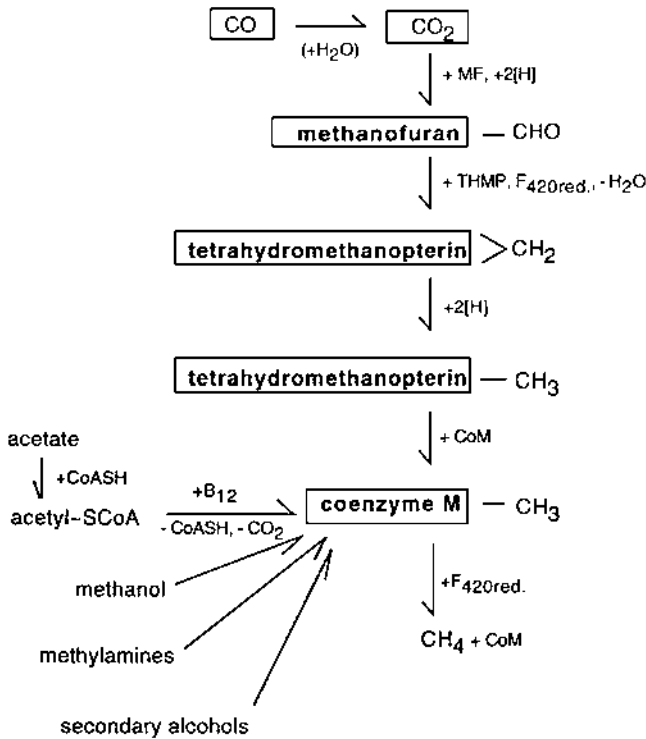 CO
CO2
(+H2O)
+ MF, +2[H]
methanofuran – CHO
+ THMP, F420red., - H2O
tetrahydromethanopterin > CH2
+2[H]
tetrahydromethanopterin – CH3
+ CoM
acetate
+CoASH
+B12
acetyl~SCoA
- CoASH, - CO2
coenzyme M – CH3
methanol
+F420red.
methylamines
CH4 + CoM
secondary alcohols